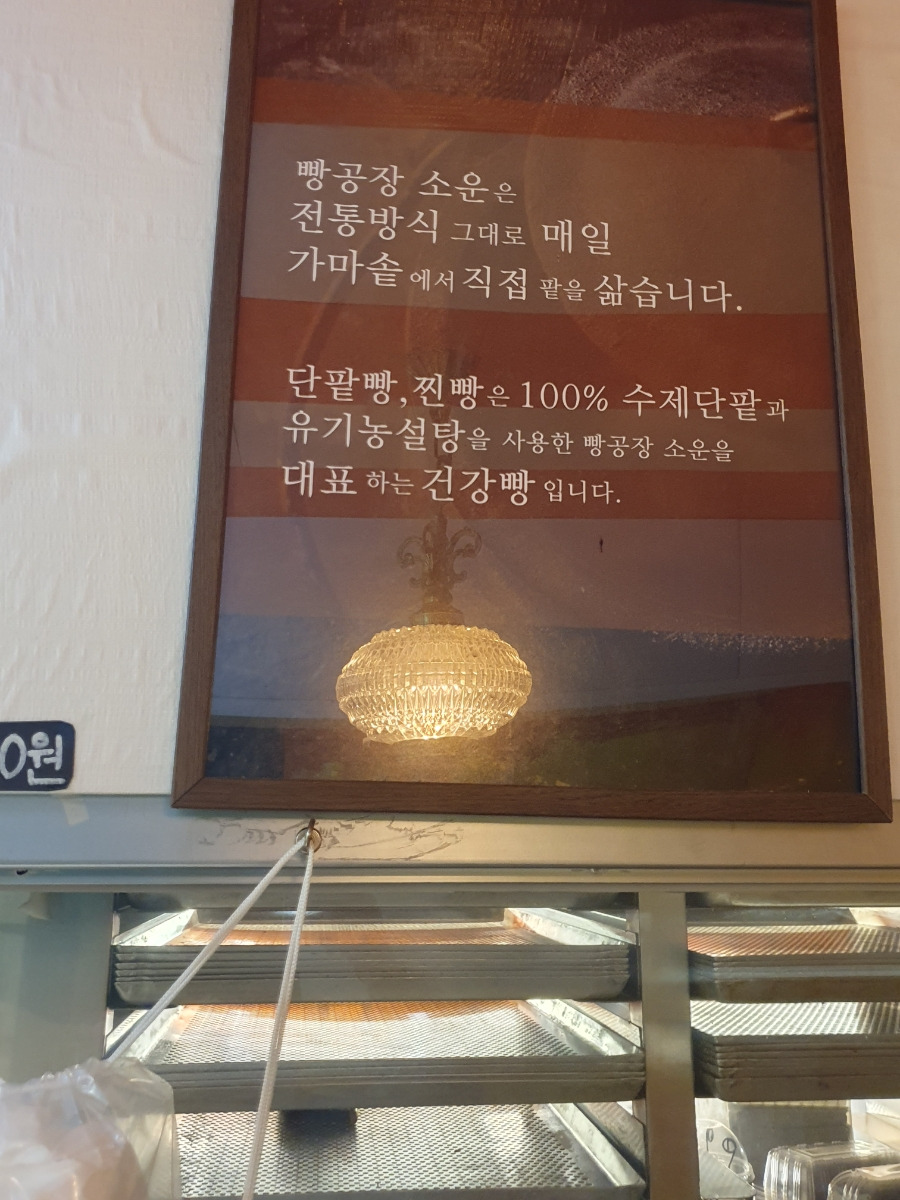 빵공장 소운은
전통방식 그대로 매일
가마솥에서 직접 팥을 삶습니다.
단팥빵,찐빵은 100% 수제단팥과
유기농설탕을 사용한 빵공장 소운을
대표하는 건강빵입니다.
0원